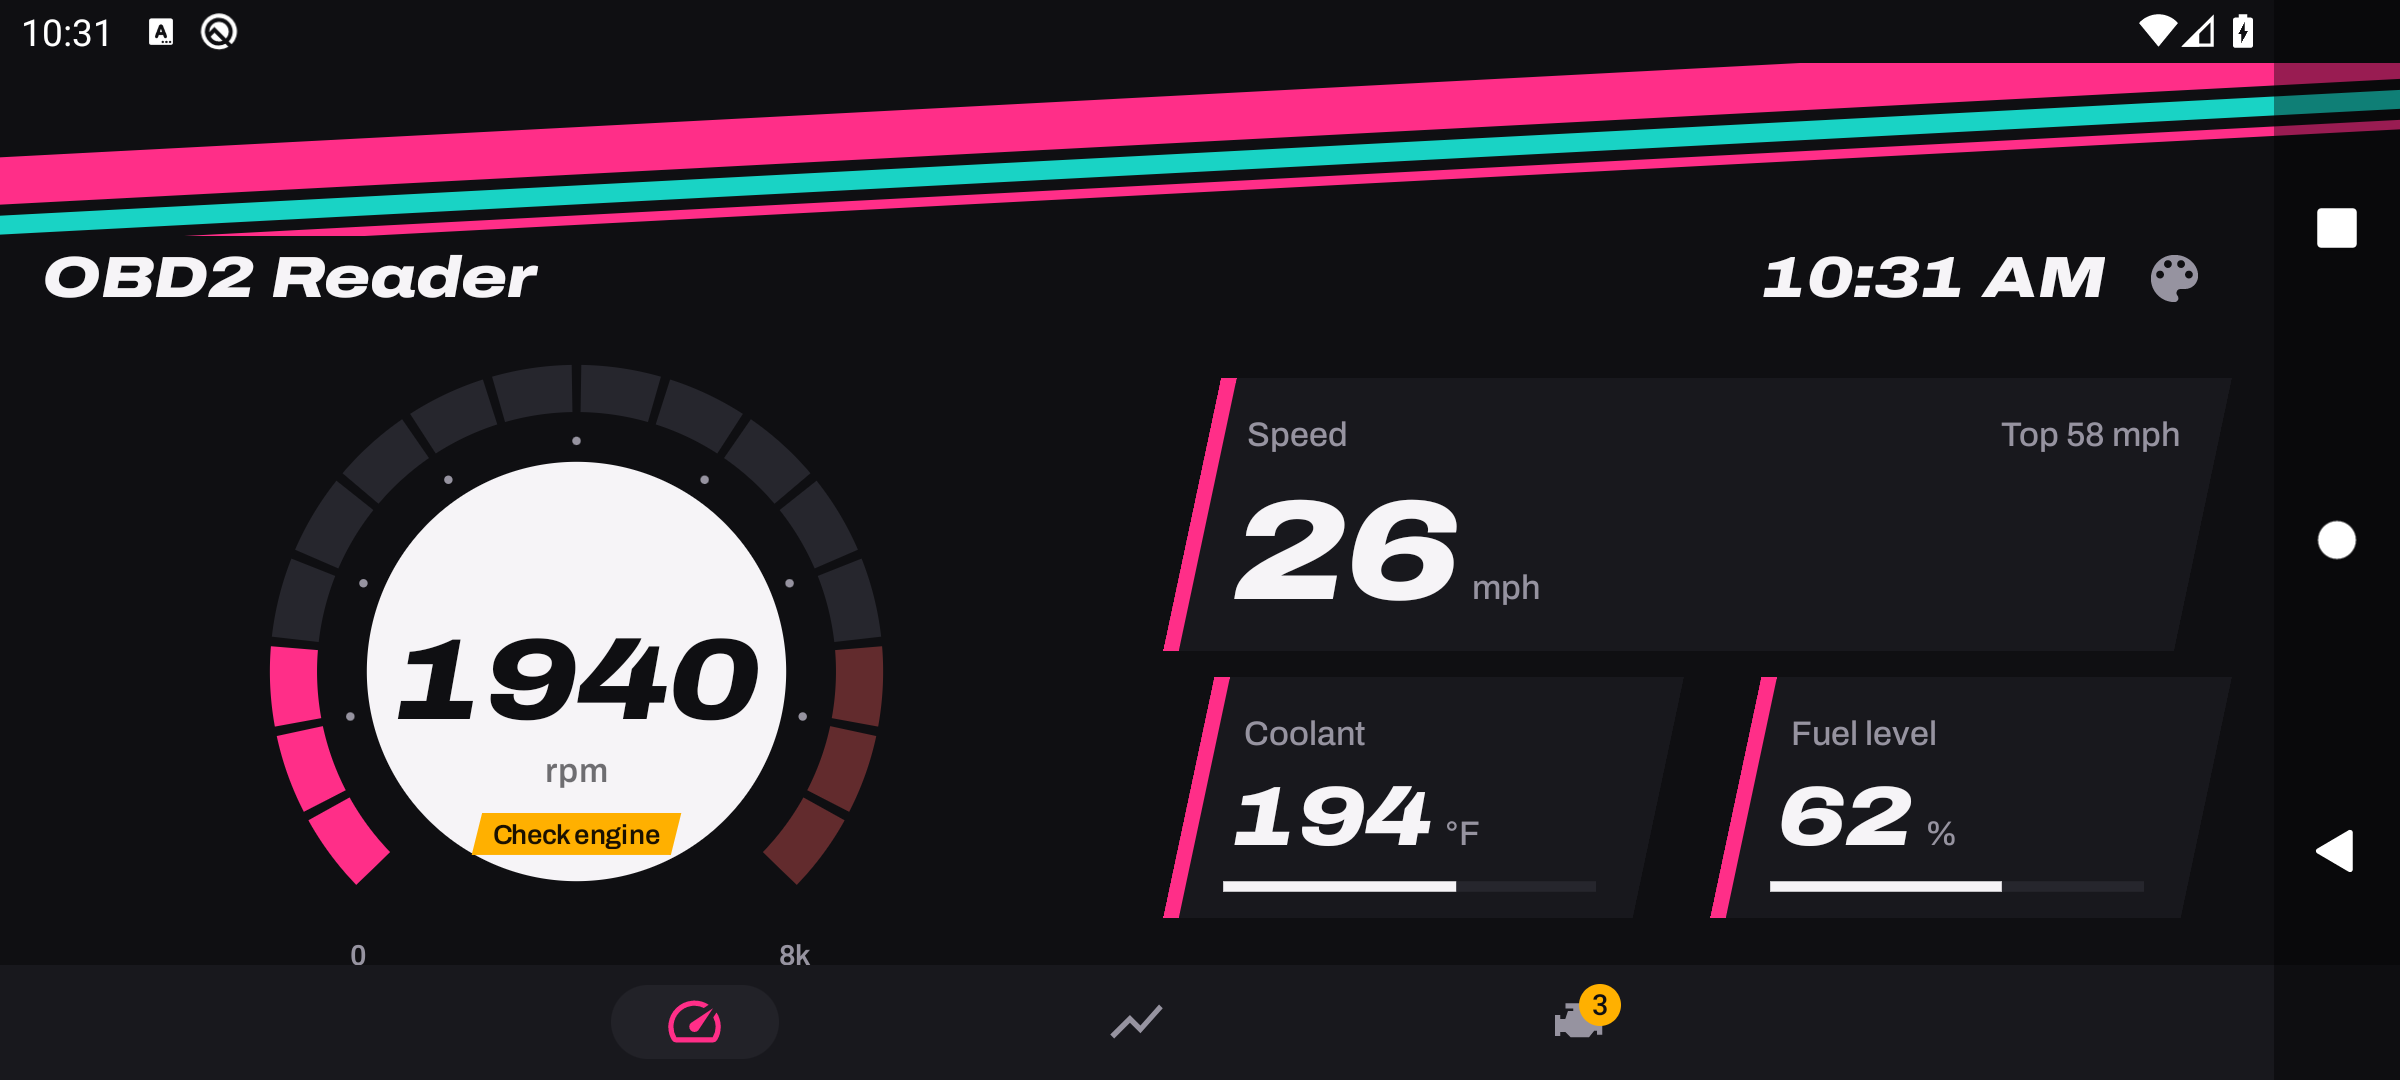 10:31
OBD2 Reader
10:31 AM
Speed
Top 58 mph
26 mph
1940
rpm
Check engine
0
8k
Coolant
194 °F
Fuel level
62 %
3